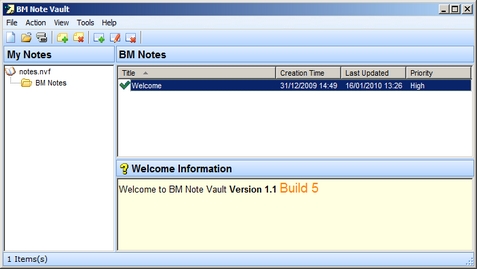 BM Note Vault
File Action View Tools Help
My Notes
BM Notes
notes.nvf
BM Notes
Title Creation Time Last Updated Priority
Welcome 31/12/2009 14:49 16/01/2010 13:26 High
Welcome Information
Welcome to BM Note Vault Version 1.1 Build 5
1 Items(s)